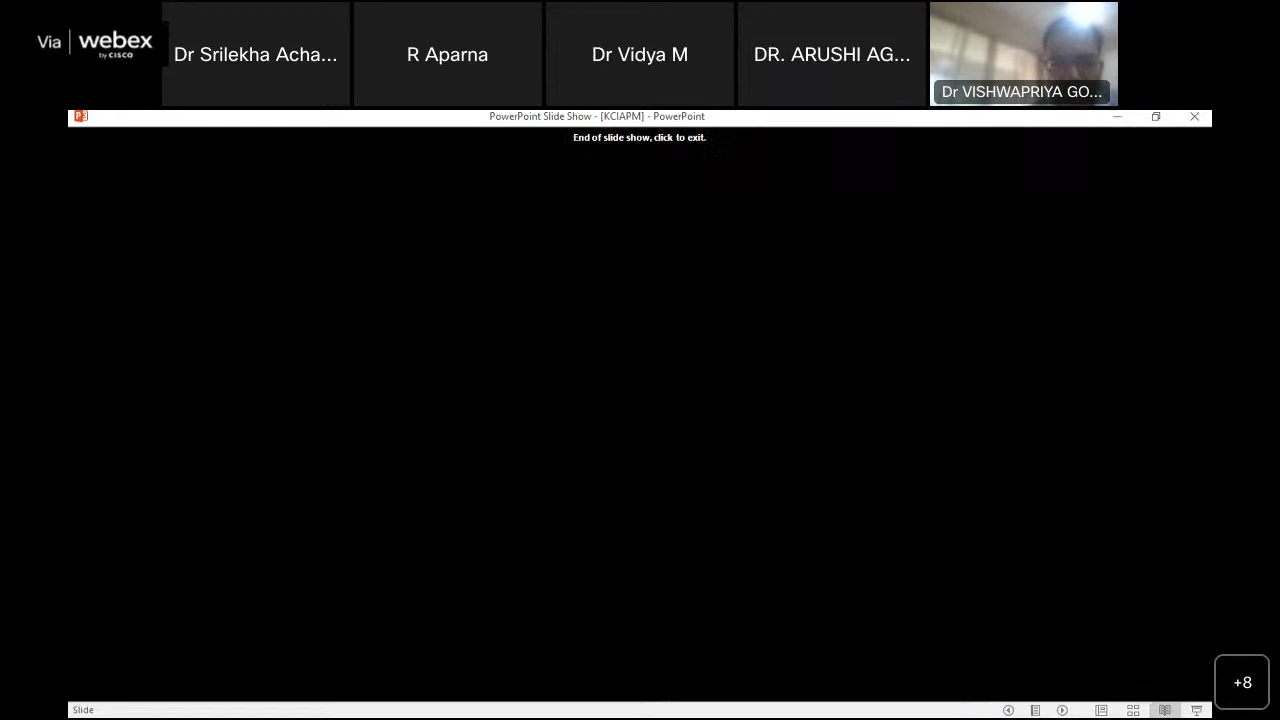 Via webex
by CISCO
Dr Srilekha Acha...
R Aparna
Dr Vidya M
DR. ARUSHI AG...
Dr VISHWAPRIYA GO...
PowerPoint Slide Show - [KCIAPM] - PowerPoint
End of slide show, click to exit.
+8
Slide